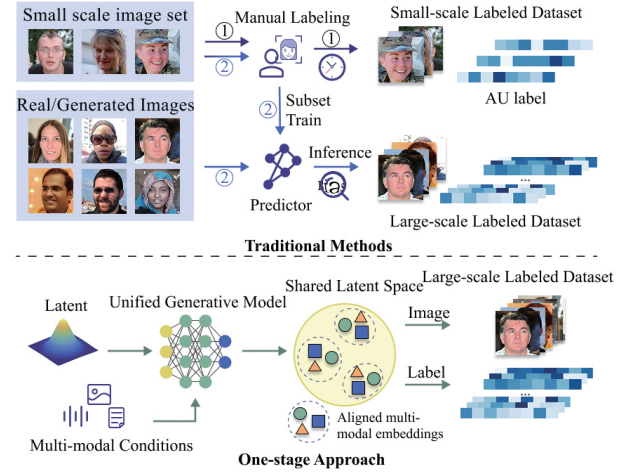 Small scale image set
Manual Labeling
Small-scale Labeled Dataset
①
①
②
AU label
Real/Generated Images
②
Subset
Train
②
Inference
Predictor
Large-scale Labeled Dataset
...
Traditional Methods
Latent
Unified Generative Model
Shared Latent Space
Large-scale Labeled Dataset
Image
Label
...
Multi-modal Conditions
Aligned multi-
modal embeddings
One-stage Approach